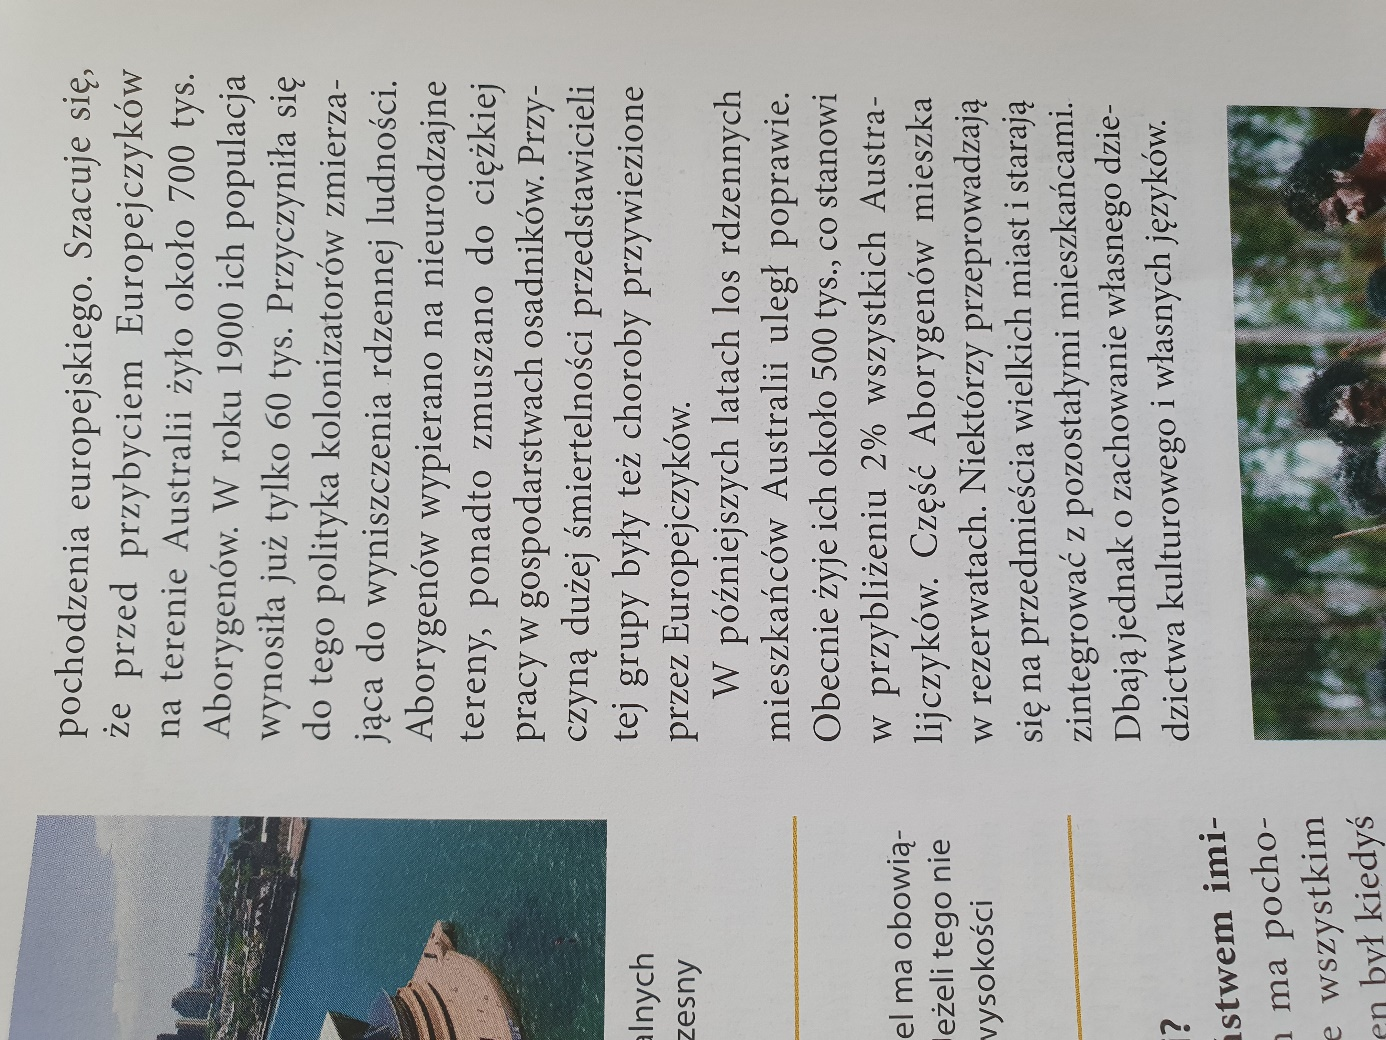 pochodzenia europejskiego. Szacuje się,
że przed przybyciem Europejczyków
na terenie Australii żyło około 700 tys.
Aborygenów. W roku 1900 ich populacja
wynosiła już tylko 60 tys. Przyczyniła się
do tego polityka kolonizatorów zmierza-
jąca do wyniszczenia rdzennej ludności.
Aborygenów wypierano na nieurodzajne
tereny, ponadto zmuszano do ciężkiej
pracy w gospodarstwach osadników. Przy-
czyną dużej śmiertelności przedstawicieli
tej grupy były też choroby przywiezione
przez Europejczyków.
W późniejszych latach los rdzennych
mieszkańców Australii uległ poprawie.
Obecnie żyje ich około 500 tys., co stanowi
w przybliżeniu 2% wszystkich Austra-
lijczyków. Część Aborygenów mieszka
w rezerwatach. Niektórzy przeprowadzają
się na przedmieścia wielkich miast i starają
zintegrować z pozostałymi mieszkańcami.
Dbają jednak o zachowanie własnego dzie-
dzictwa kulturowego i własnych języków.
alnych
zesny
el ma obowią-
leżeli tego nie
wysokości
i?
ństwem imi-
ma pocho-
e wszystkim
en był kiedyś